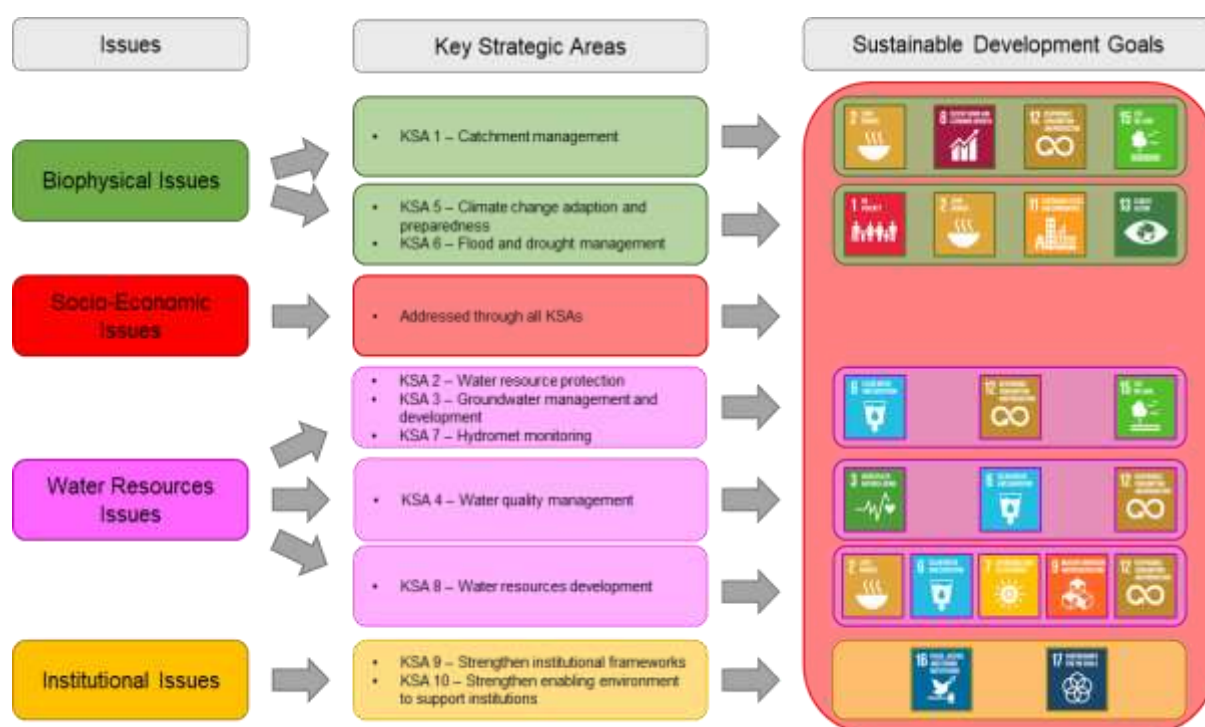 Issues
Key Strategic Areas
Sustainable Development Goals
Biophysical Issues
• KSA 1 – Catchment management
2
8
12
15
• KSA 5 – Climate change adaption and
preparedness
• KSA 6 – Flood and drought management
1
2
11
13
Socio-Economic
Issues
• Addressed through all KSAs
Water Resources
Issues
• KSA 2 – Water resource protection
• KSA 3 – Groundwater management and
development
• KSA 7 – Hydromet monitoring
6
12
15
• KSA 4 – Water quality management
3
6
12
• KSA 8 – Water resources development
2
6
7
9
12
Institutional Issues
• KSA 9 – Strengthen institutional frameworks
• KSA 10 – Strengthen enabling environment
to support institutions
16
17